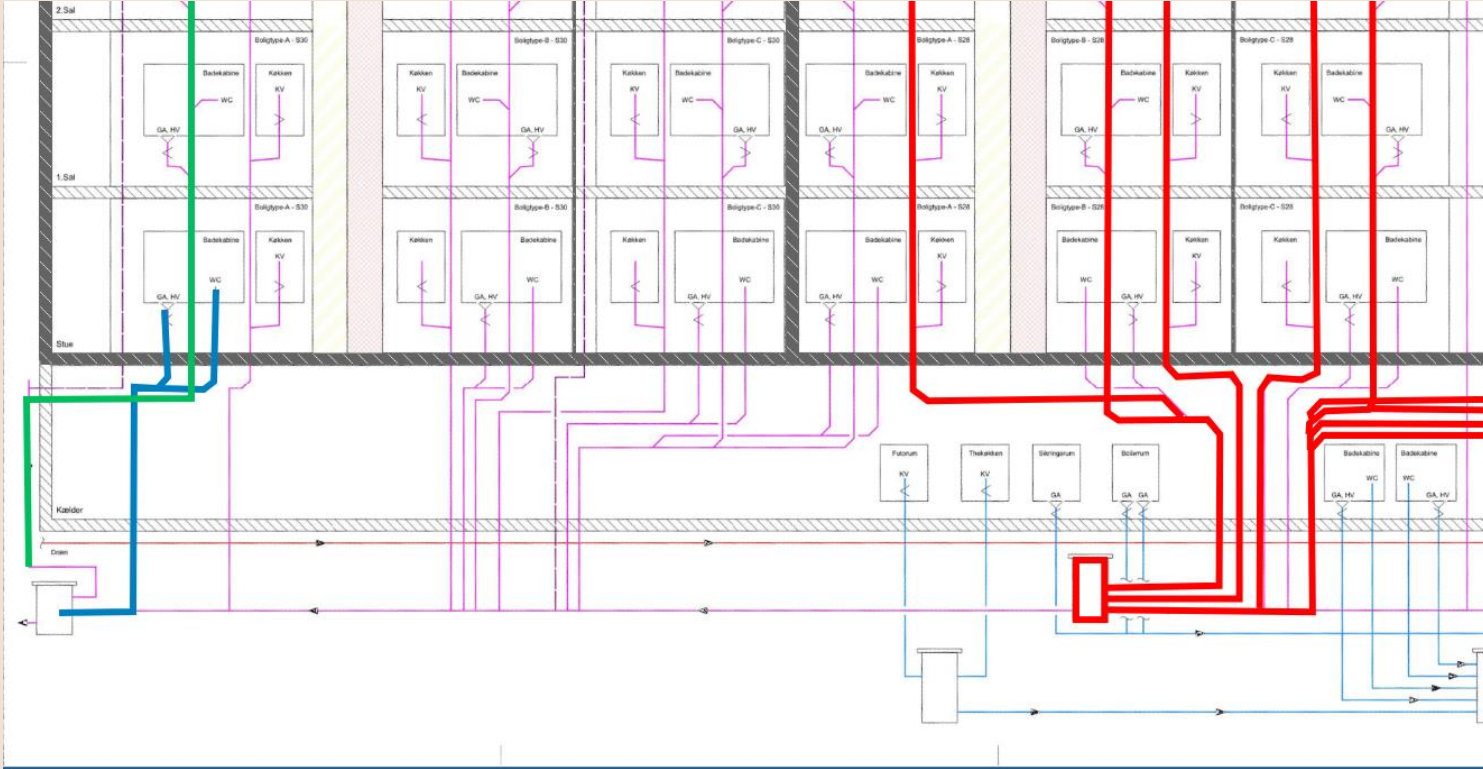 2.Sal
Boligtype-A - S30
Boligtype-B - S30
Boligtype-C - S30
Boligtype-A - S28
Boligtype-B - S28
Boligtype-C - S28
Badekabine
Køkken
Køkken
Badekabine
Køkken
Badekabine
Badekabine
Køkken
Badekabine
Køkken
Køkken
Badekabine
KV
KV
KV
KV
KV
KV
WC
WC
WC
WC
WC
WC
GA, HV
GA, HV
GA, HV
GA, HV
GA, HV
GA, HV
1.Sal
Boligtype-A - S30
Boligtype-B - S30
Boligtype-C - S30
Boligtype-A - S28
Boligtype-B - S28
Boligtype-C - S28
Badekabine
Køkken
Køkken
Badekabine
Køkken
Badekabine
Badekabine
Køkken
Badekabine
Køkken
Køkken
Badekabine
KV
KV
KV
WC
WC
WC
WC
WC
WC
GA, HV
GA, HV
GA, HV
GA, HV
GA, HV
GA, HV
Stue
Fotorum
Thekøkken
Sikringsrum
Boilerrum
Badekabine
Badekabine
KV
KV
WC
WC
GA
GA
GA
GA, HV
GA, HV
Kælder
Dræn